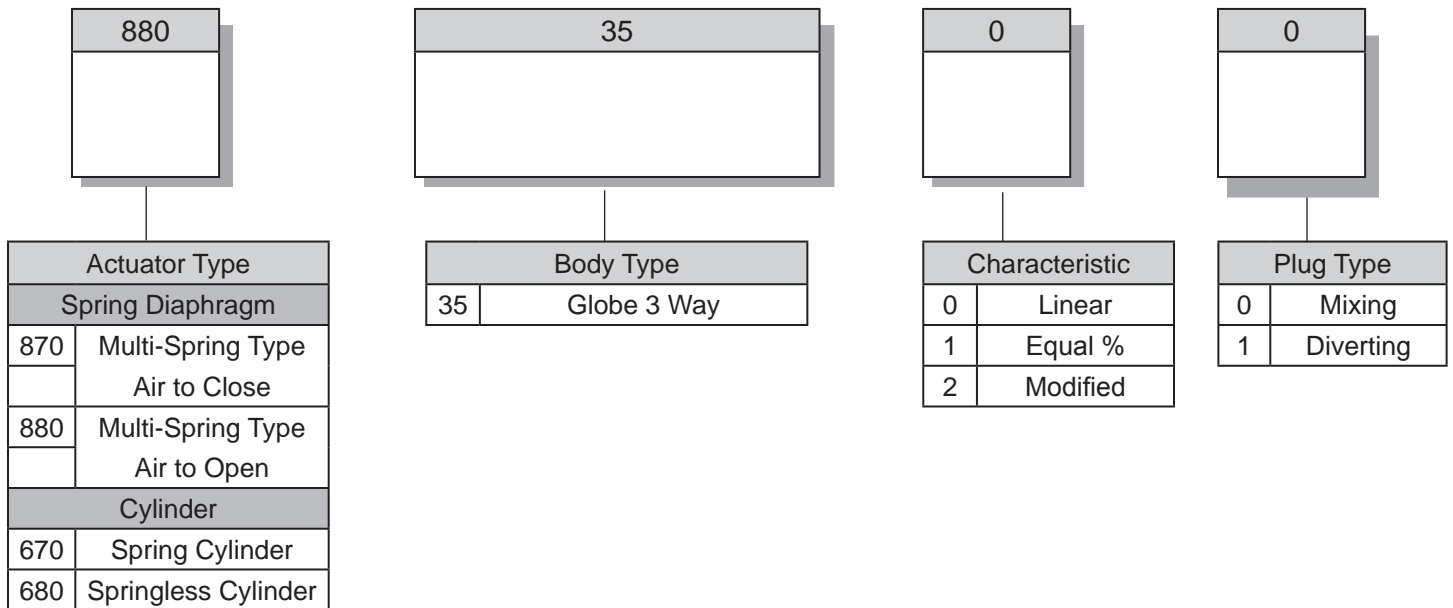 880 35 0 0
Actuator Type
Spring Diaphragm
870 Multi-Spring Type
Air to Close
880 Multi-Spring Type
Air to Open
Cylinder
670 Spring Cylinder
680 Springless Cylinder
Body Type
35 Globe 3 Way
Characteristic
0 Linear
1 Equal %
2 Modified
Plug Type
0 Mixing
1 Diverting